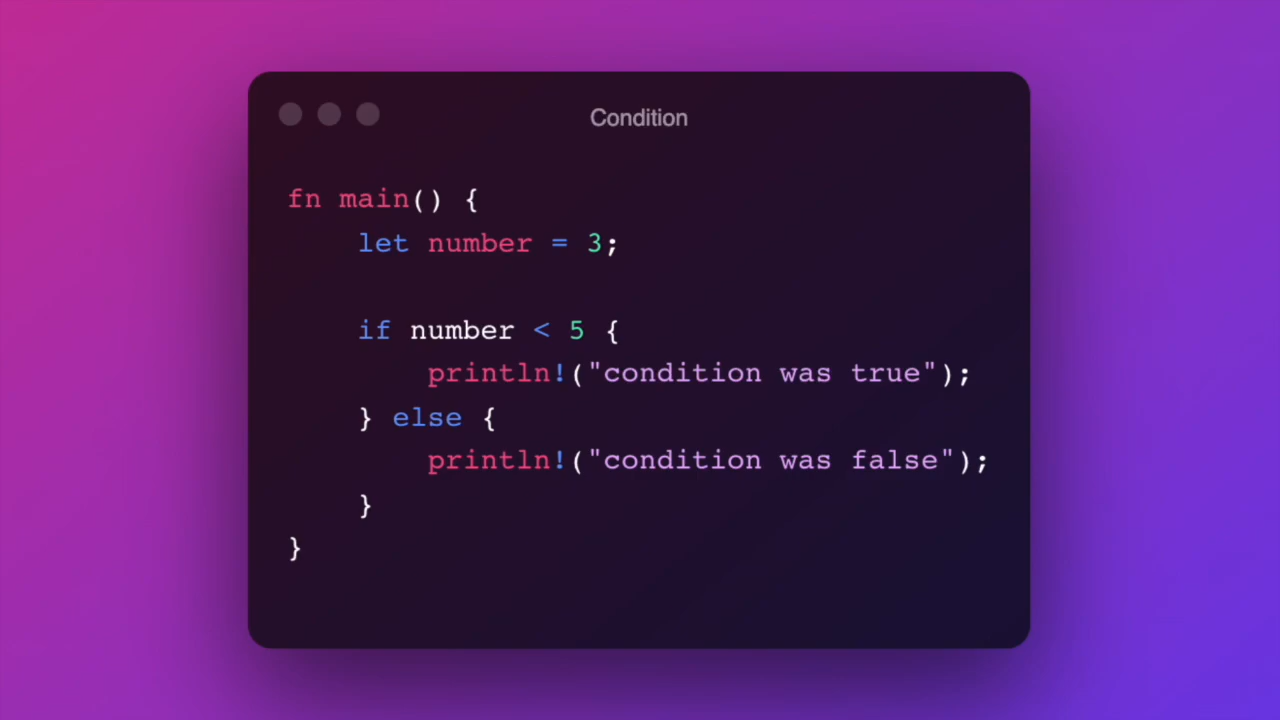 Condition
fn main() {
    let number = 3;
    if number < 5 {
        println!("condition was true");
    } else {
        println!("condition was false");
    }
}